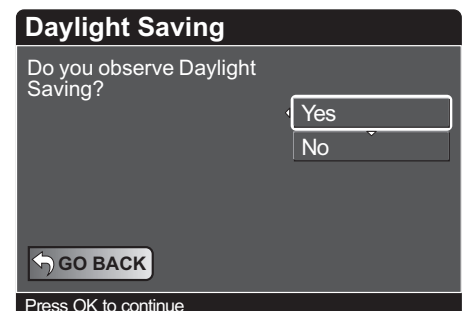 Daylight Saving
Do you observe Daylight
Saving?
Yes
No
GO BACK
Press OK to continue